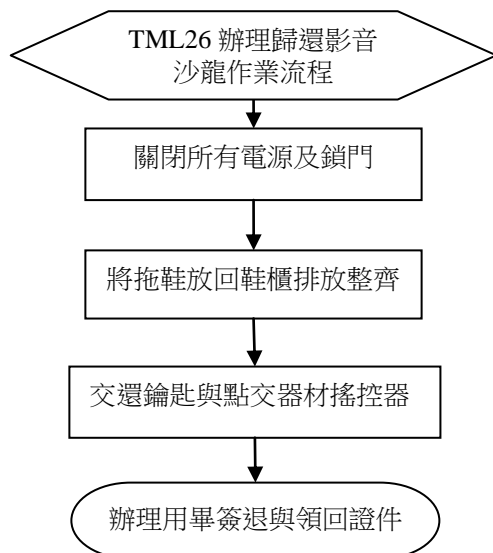 TML26 辦理歸還影音
沙龍作業流程
關閉所有電源及鎖門
將拖鞋放回鞋櫃排放整齊
交還鑰匙與點交器材搖控器
辦理用畢簽退與領回證件